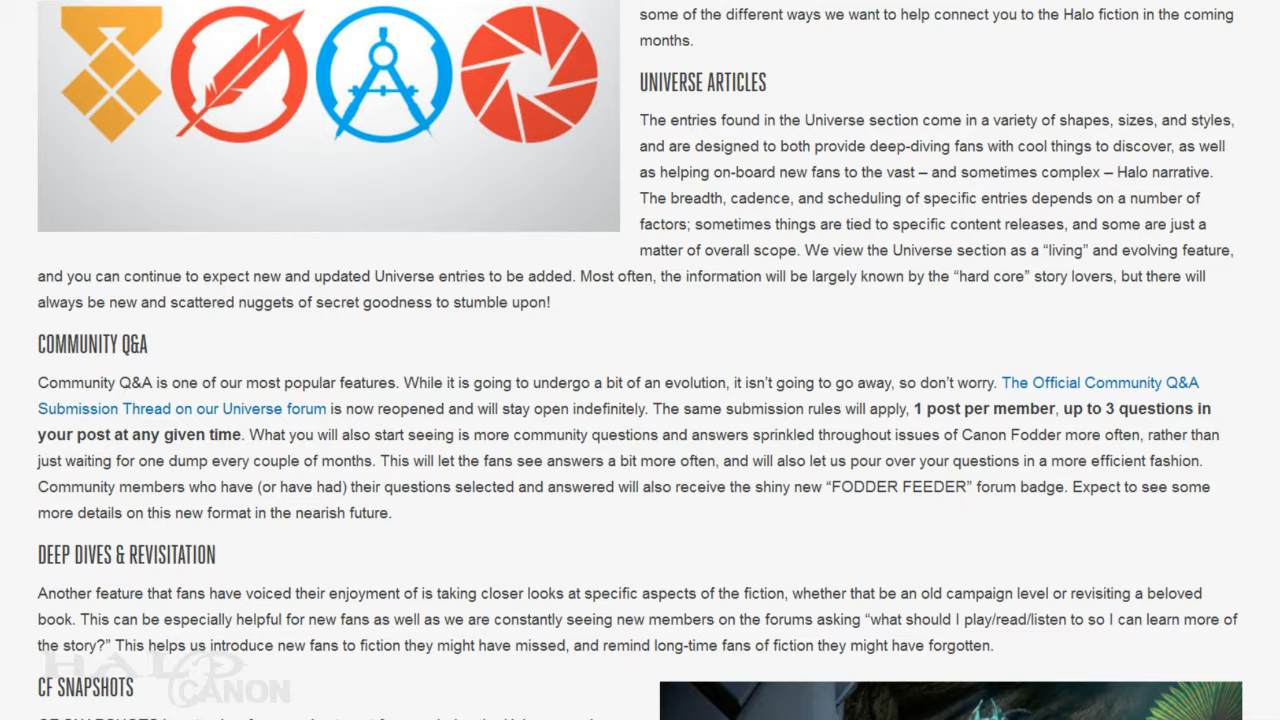 some of the different ways we want to help connect you to the Halo fiction in the coming
months.
UNIVERSE ARTICLES
The entries found in the Universe section come in a variety of shapes, sizes, and styles,
and are designed to both provide deep-diving fans with cool things to discover, as well
as helping on-board new fans to the vast – and sometimes complex – Halo narrative.
The breadth, cadence, and scheduling of specific entries depends on a number of
factors; sometimes things are tied to specific content releases, and some are just a
matter of overall scope. We view the Universe section as a “living” and evolving feature,
and you can continue to expect new and updated Universe entries to be added. Most often, the information will be largely known by the “hard core” story lovers, but there will
always be new and scattered nuggets of secret goodness to stumble upon!
COMMUNITY Q&A
Community Q&A is one of our most popular features. While it is going to undergo a bit of an evolution, it isn’t going to go away, so don’t worry. The Official Community Q&A
Submission Thread on our Universe forum is now reopened and will stay open indefinitely. The same submission rules will apply, 1 post per member, up to 3 questions in
your post at any given time. What you will also start seeing is more community questions and answers sprinkled throughout issues of Canon Fodder more often, rather than
just waiting for one dump every couple of months. This will let the fans see answers a bit more often, and will also let us pour over your questions in a more efficient fashion.
Community members who have (or have had) their questions selected and answered will also receive the shiny new “FODDER FEEDER” forum badge. Expect to see some
more details on this new format in the nearish future.
DEEP DIVES & REVISITATION
Another feature that fans have voiced their enjoyment of is taking closer looks at specific aspects of the fiction, whether that be an old campaign level or revisiting a beloved
book. This can be especially helpful for new fans as well as we are constantly seeing new members on the forums asking “what should I play/read/listen to so I can learn more of
the story?” This helps us introduce new fans to fiction they might have missed, and remind long-time fans of fiction they might have forgotten.
HALO
CANON
CF SNAPSHOTS